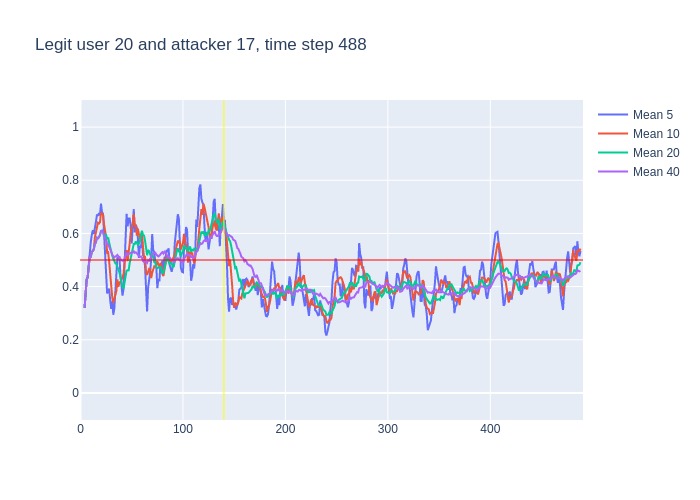 Legit user 20 and attacker 17, time step 488
Mean 5
Mean 10
Mean 20
Mean 40
1
0.8
0.6
0.4
0.2
0
0 100 200 300 400